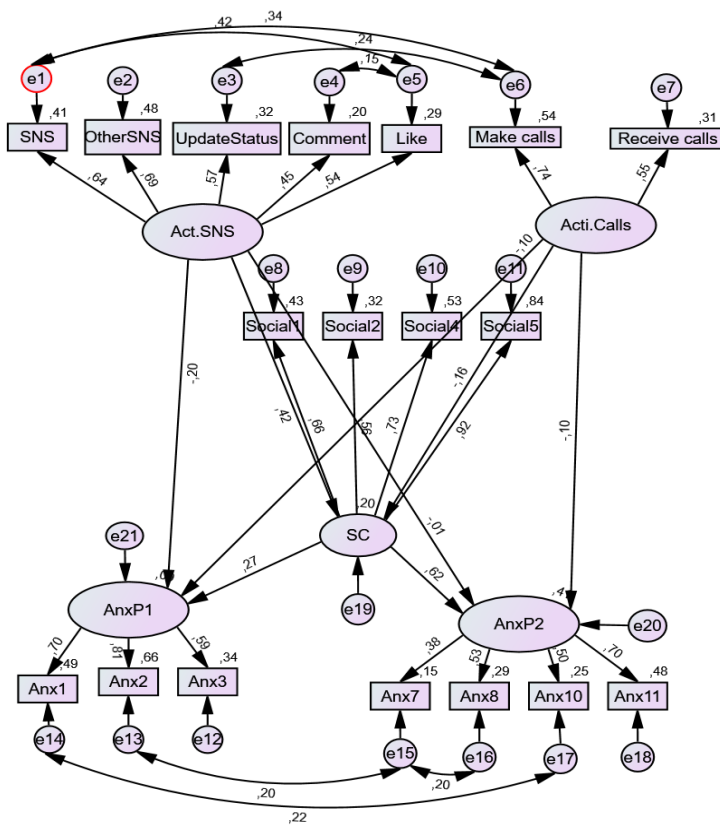 ,42 ,34
,24
,15
e1 e2 e3 e4 e5 e6 e7
,41 ,48 ,32 ,20 ,29 ,54 ,31
SNS OtherSNS UpdateStatus Comment Like Make calls Receive calls
,64 ,69 ,57 ,45 ,54 ,74 ,55
Act.SNS Acti.Calls
-,10
e8 e9 e10 e11
,43 ,32 ,53 ,84
Social1 Social2 Social4 Social5
-,20 ,42 ,66 ,56 ,73 -,16 ,92 -,10
,20
SC
-,01
e21
,27 ,62
e19
AnxP1 AnxP2 e20
,70 ,81 ,59 ,38 ,53 ,50 ,70
,49 ,66 ,34 ,15 ,29 ,25 ,48
Anx1 Anx2 Anx3 Anx7 Anx8 Anx10 Anx11
e14 e13 e12 e15 e16 e17 e18
,20 ,20
,22